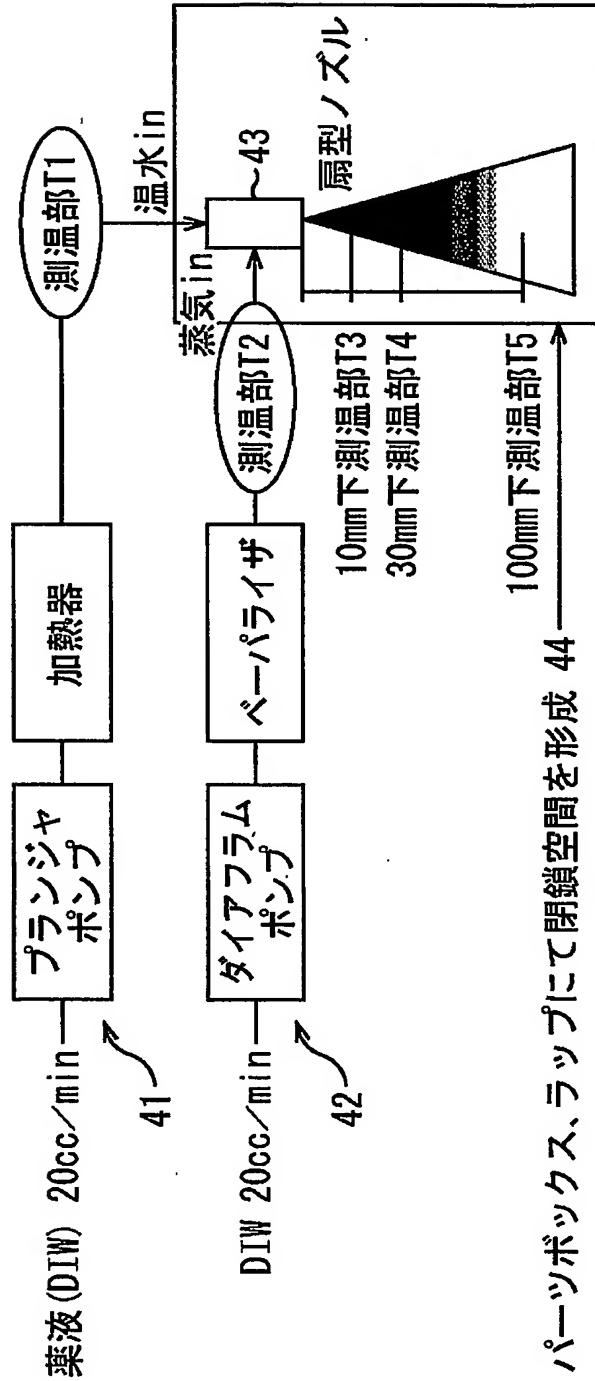 薬液(DIW) 20cc/min
プランジャ
ポンプ
加熱器
測温部T1
41
温水in
DIW 20cc/min
ダイアフラム
ポンプ
ベーパライザ
測温部T2
42
蒸気in
43
扇型ノズル
10mm下測温部T3
30mm下測温部T4
100mm下測温部T5
パーツボックス、ラップにて閉鎖空間を形成 44